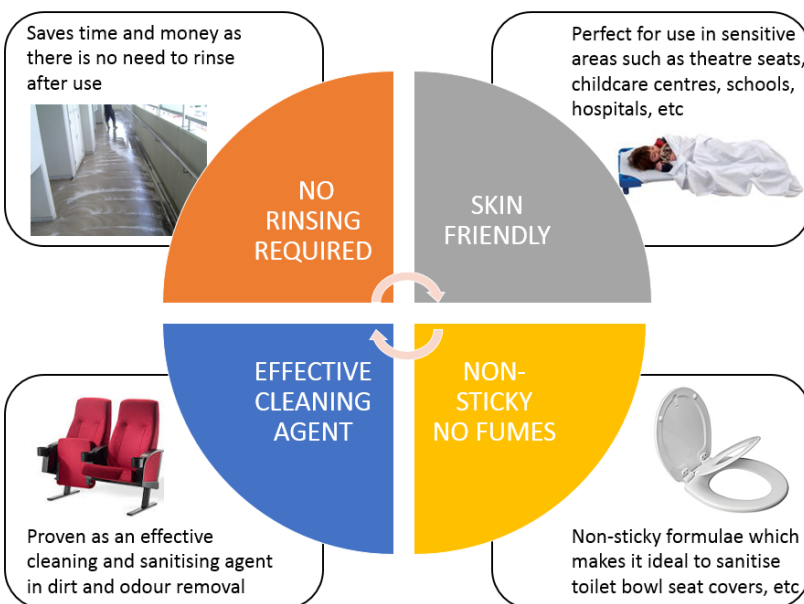 Saves time and money as
there is no need to rinse
after use
Perfect for use in sensitive
areas such as theatre seats,
childcare centres, schools,
hospitals, etc
NO
RINSING
REQUIRED
SKIN
FRIENDLY
EFFECTIVE
CLEANING
AGENT
NON-
STICKY
NO FUMES
Proven as an effective
cleaning and sanitising agent
in dirt and odour removal
Non-sticky formulae which
makes it ideal to sanitise
toilet bowl seat covers, etc